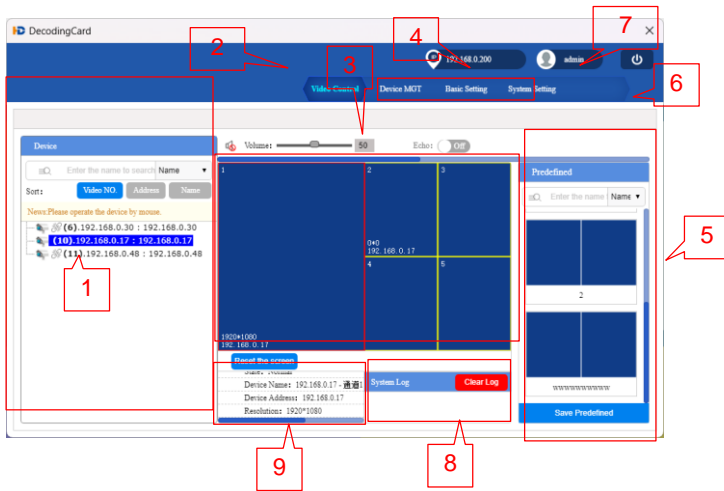 DecodingCard
2
4
7
192.168.0.200
admin
3
6
Video Control
Device MGT
Basic Setting
System Setting
Device
Volume:
50
Echo:
Off
Enter the name to search
Name
Sort:
Video NO.
Address
Name
News:Please operate the device by mouse.
(6).192.168.0.30 : 192.168.0.30
(10).192.168.0.17 : 192.168.0.17
(11).192.168.0.48 : 192.168.0.48
1
1
2
3
0*0
192.168.0.17
4
5
1920*1080
192.168.0.17
Predefined
Enter the name
Name
5
2
wwwwwwwwww
Save Predefined
Reset the screen
State: Normal
Device Name: 192.168.0.17 - 通道1
Device Address: 192.168.0.17
Resolution: 1920*1080
System Log
Clear Log
9
8